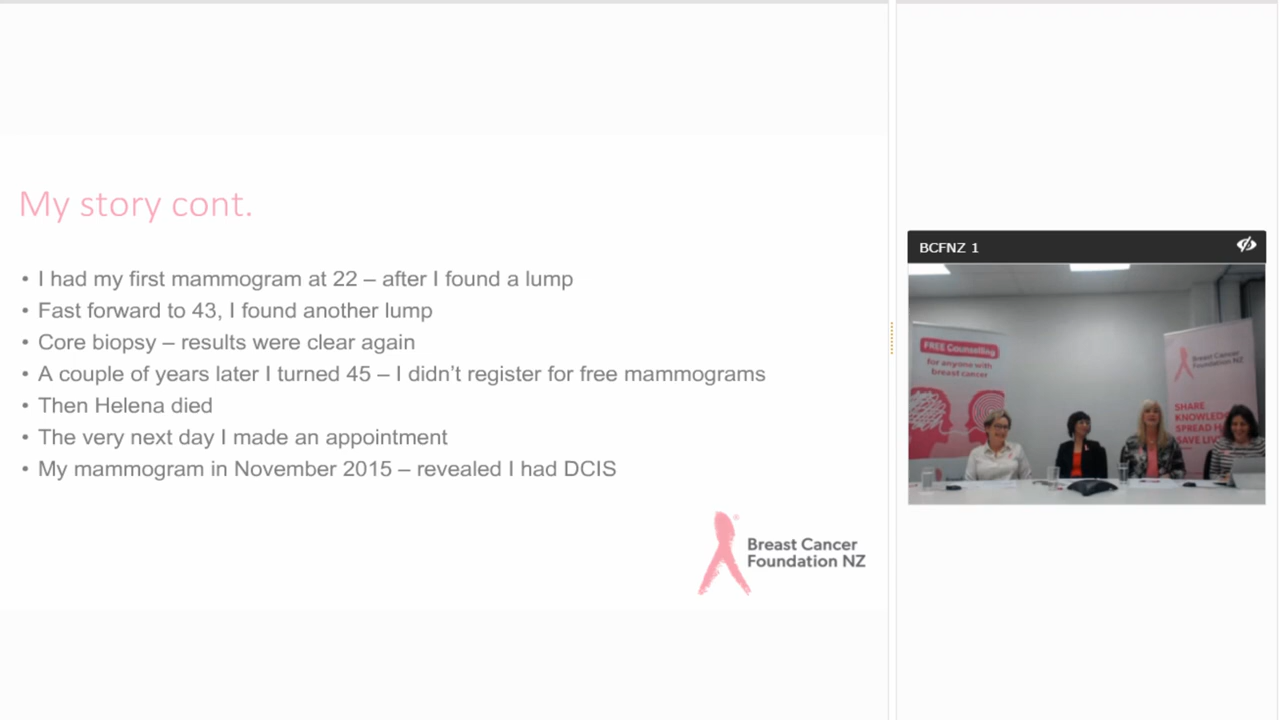 My story cont.
• I had my first mammogram at 22 – after I found a lump
• Fast forward to 43, I found another lump
• Core biopsy – results were clear again
• A couple of years later I turned 45 – I didn’t register for free mammograms
• Then Helena died
• The very next day I made an appointment
• My mammogram in November 2015 – revealed I had DCIS
Breast Cancer
Foundation NZ
BCFNZ 1
FREE Counselling
for anyone with
breast cancer
Breast Cancer
Foundation NZ
SHARE
SPREAD